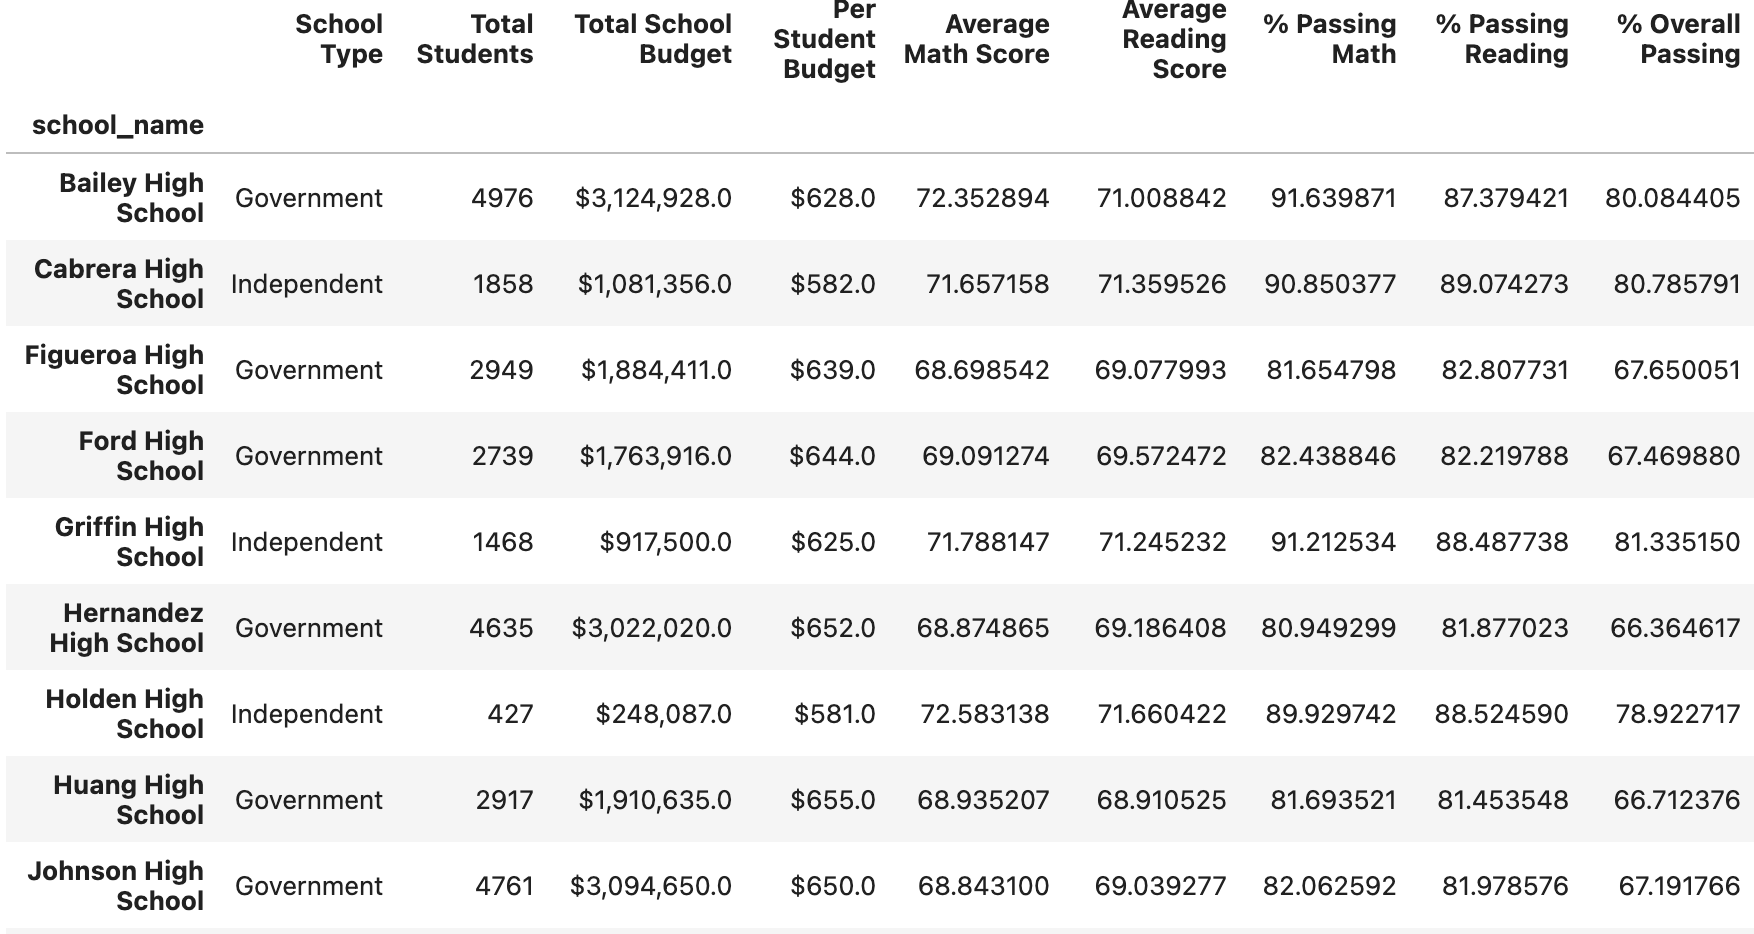 School Type Total Students Total School Budget Per Student Budget Average Math Score Average Reading Score % Passing Math % Passing Reading % Overall Passing
school_name
Bailey High School Government 4976 $3,124,928.0 $628.0 72.352894 71.008842 91.639871 87.379421 80.084405
Cabrera High School Independent 1858 $1,081,356.0 $582.0 71.657158 71.359526 90.850377 89.074273 80.785791
Figueroa High School Government 2949 $1,884,411.0 $639.0 68.698542 69.077993 81.654798 82.807731 67.650051
Ford High School Government 2739 $1,763,916.0 $644.0 69.091274 69.572472 82.438846 82.219788 67.469880
Griffin High School Independent 1468 $917,500.0 $625.0 71.788147 71.245232 91.212534 88.487738 81.335150
Hernandez High School Government 4635 $3,022,020.0 $652.0 68.874865 69.186408 80.949299 81.877023 66.364617
Holden High School Independent 427 $248,087.0 $581.0 72.583138 71.660422 89.929742 88.524590 78.922717
Huang High School Government 2917 $1,910,635.0 $655.0 68.935207 68.910525 81.693521 81.453548 66.712376
Johnson High School Government 4761 $3,094,650.0 $650.0 68.843100 69.039277 82.062592 81.978576 67.191766